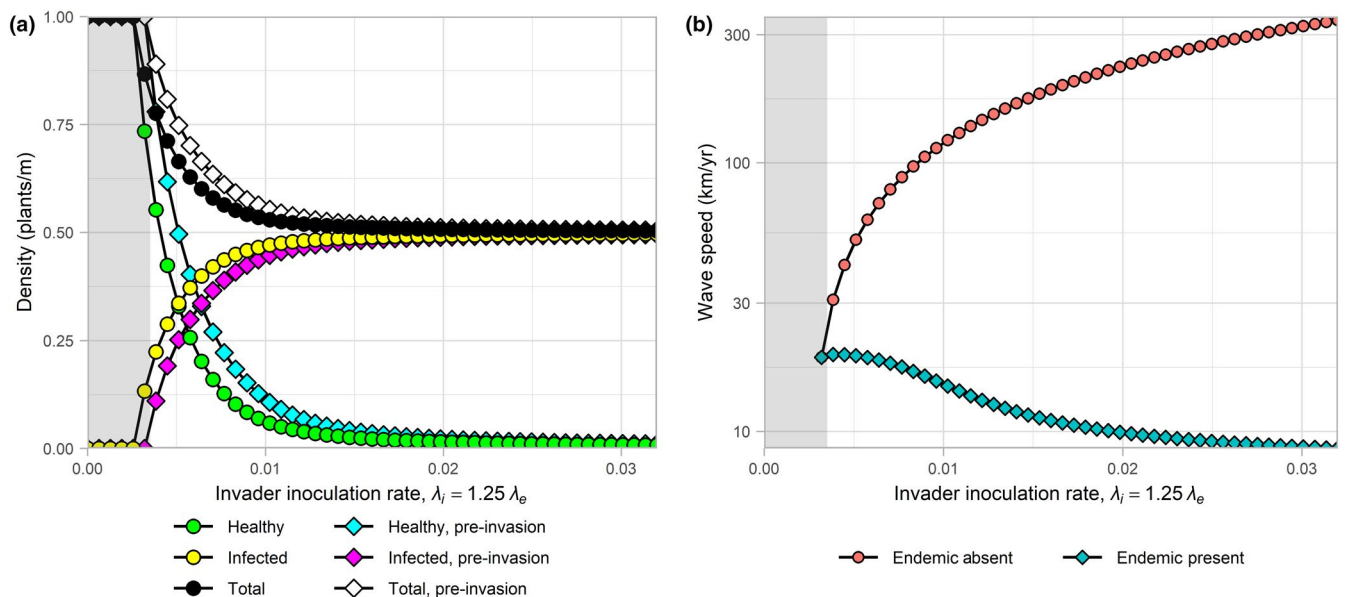 (a)
Density (plants/m)
1.00
0.75
0.50
0.25
0.00
0.00 0.01 0.02 0.03
Invader inoculation rate, λi = 1.25 λe
Healthy Healthy, pre-invasion
Infected Infected, pre-invasion
Total Total, pre-invasion
(b)
Wave speed (km/yr)
300
100
30
10
0.00 0.01 0.02 0.03
Invader inoculation rate, λi = 1.25 λe
Endemic absent Endemic present